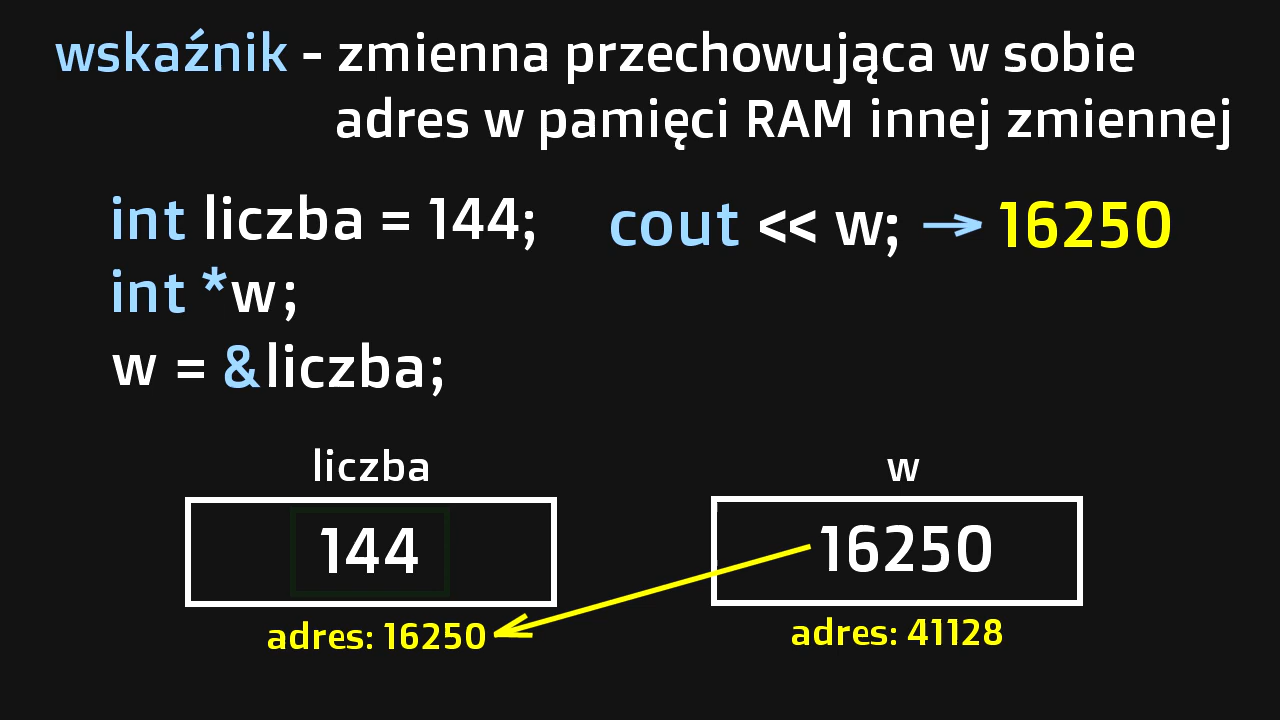 wskaźnik - zmienna przechowująca w sobie
adres w pamięci RAM innej zmiennej
int liczba = 144;
cout << w; → 16250
int *w;
w = &liczba;
liczba
w
144
16250
adres: 16250
adres: 41128